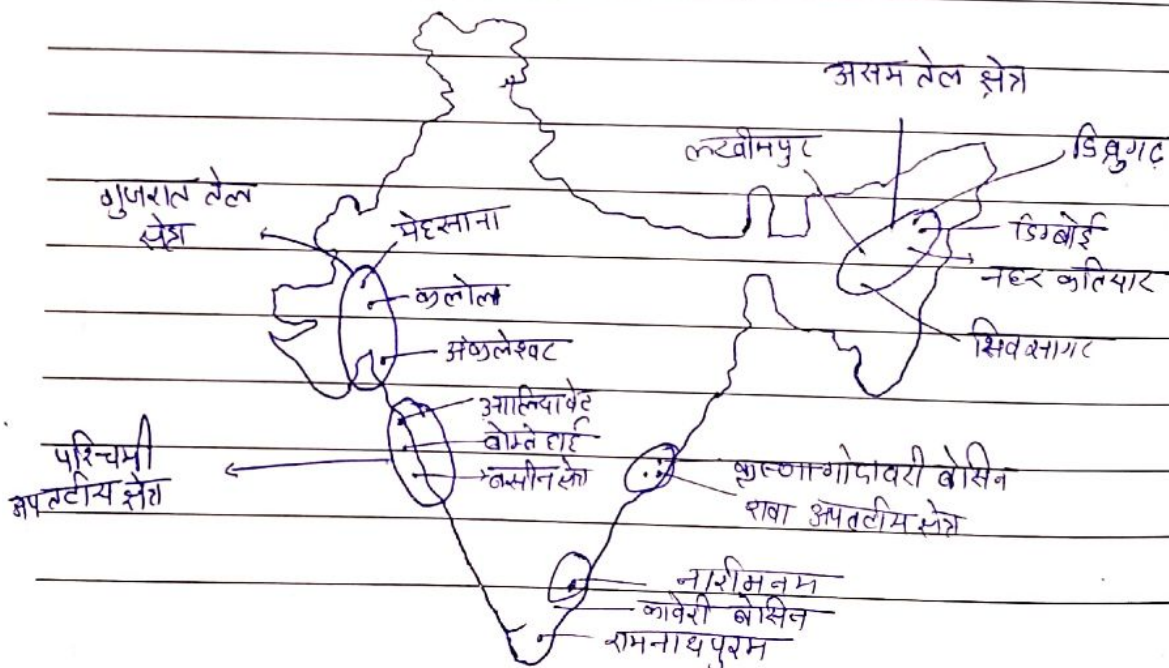 असम तेल क्षेत्र
लखीमपुर
डिब्रुगढ़
गुजरात तेल
क्षेत्र
मेहसाना
डिग्बोई
नहर कतियार
कलोल
सिवसागर
अंकलेश्वर
आलियाबेट
बोम्बे हाई
बसीन क्षे०
पश्चिमी
अपतटीय क्षेत्र
कृष्णा गोदावरी बेसिन
रावा अपतटीय क्षेत्र
नारीमनम
कावेरी बेसिन
रामनाथपुरम